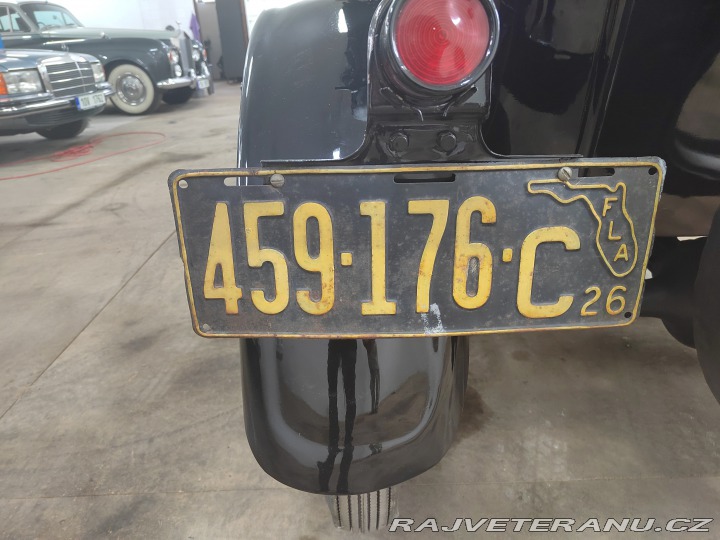 459·176·C
FLA
26
RAJVETERANU.CZ